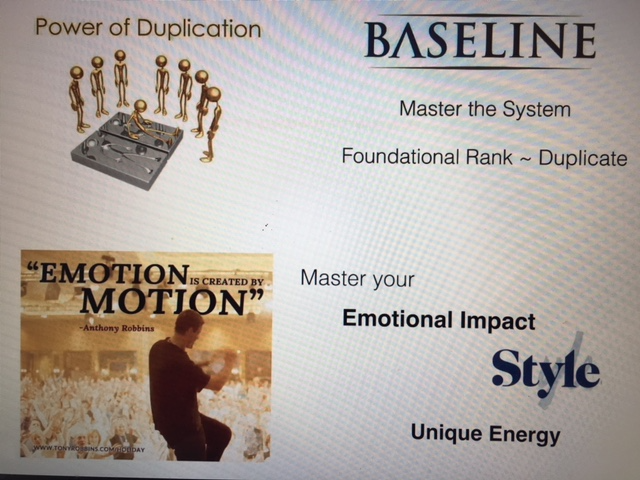 Power of Duplication
BASELINE
Master the System
Foundational Rank ~ Duplicate
“EMOTION IS CREATED BY
MOTION”
-Anthony Robbins
WWW.TONYROBBINS.COM/HOLIDAY
Master your
Emotional Impact
Style
Unique Energy